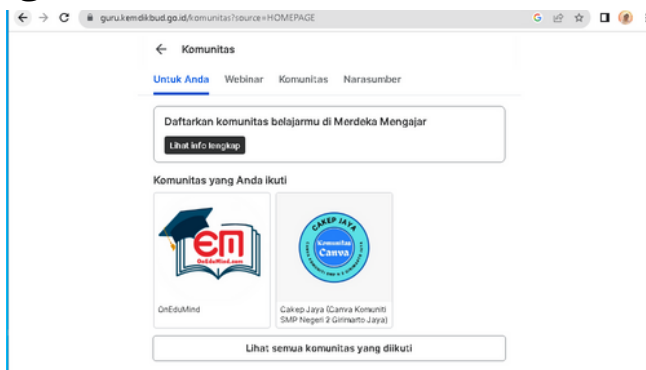 guru.kemdikbud.go.id/komunitas?source=HOMEPAGE
Komunitas
Untuk Anda Webinar Komunitas Narasumber
Daftarkan komunitas belajarmu di Merdeka Mengajar
Lihat info lengkap
Komunitas yang Anda ikuti
EM
OnEduMind.com
CAKEP JAYA
Komunitas
Canva
OnEduMind
Cakep Jaya (Canva Komuniti
SMP Negeri 2 Girimarto Jaya)
Lihat semua komunitas yang diikuti